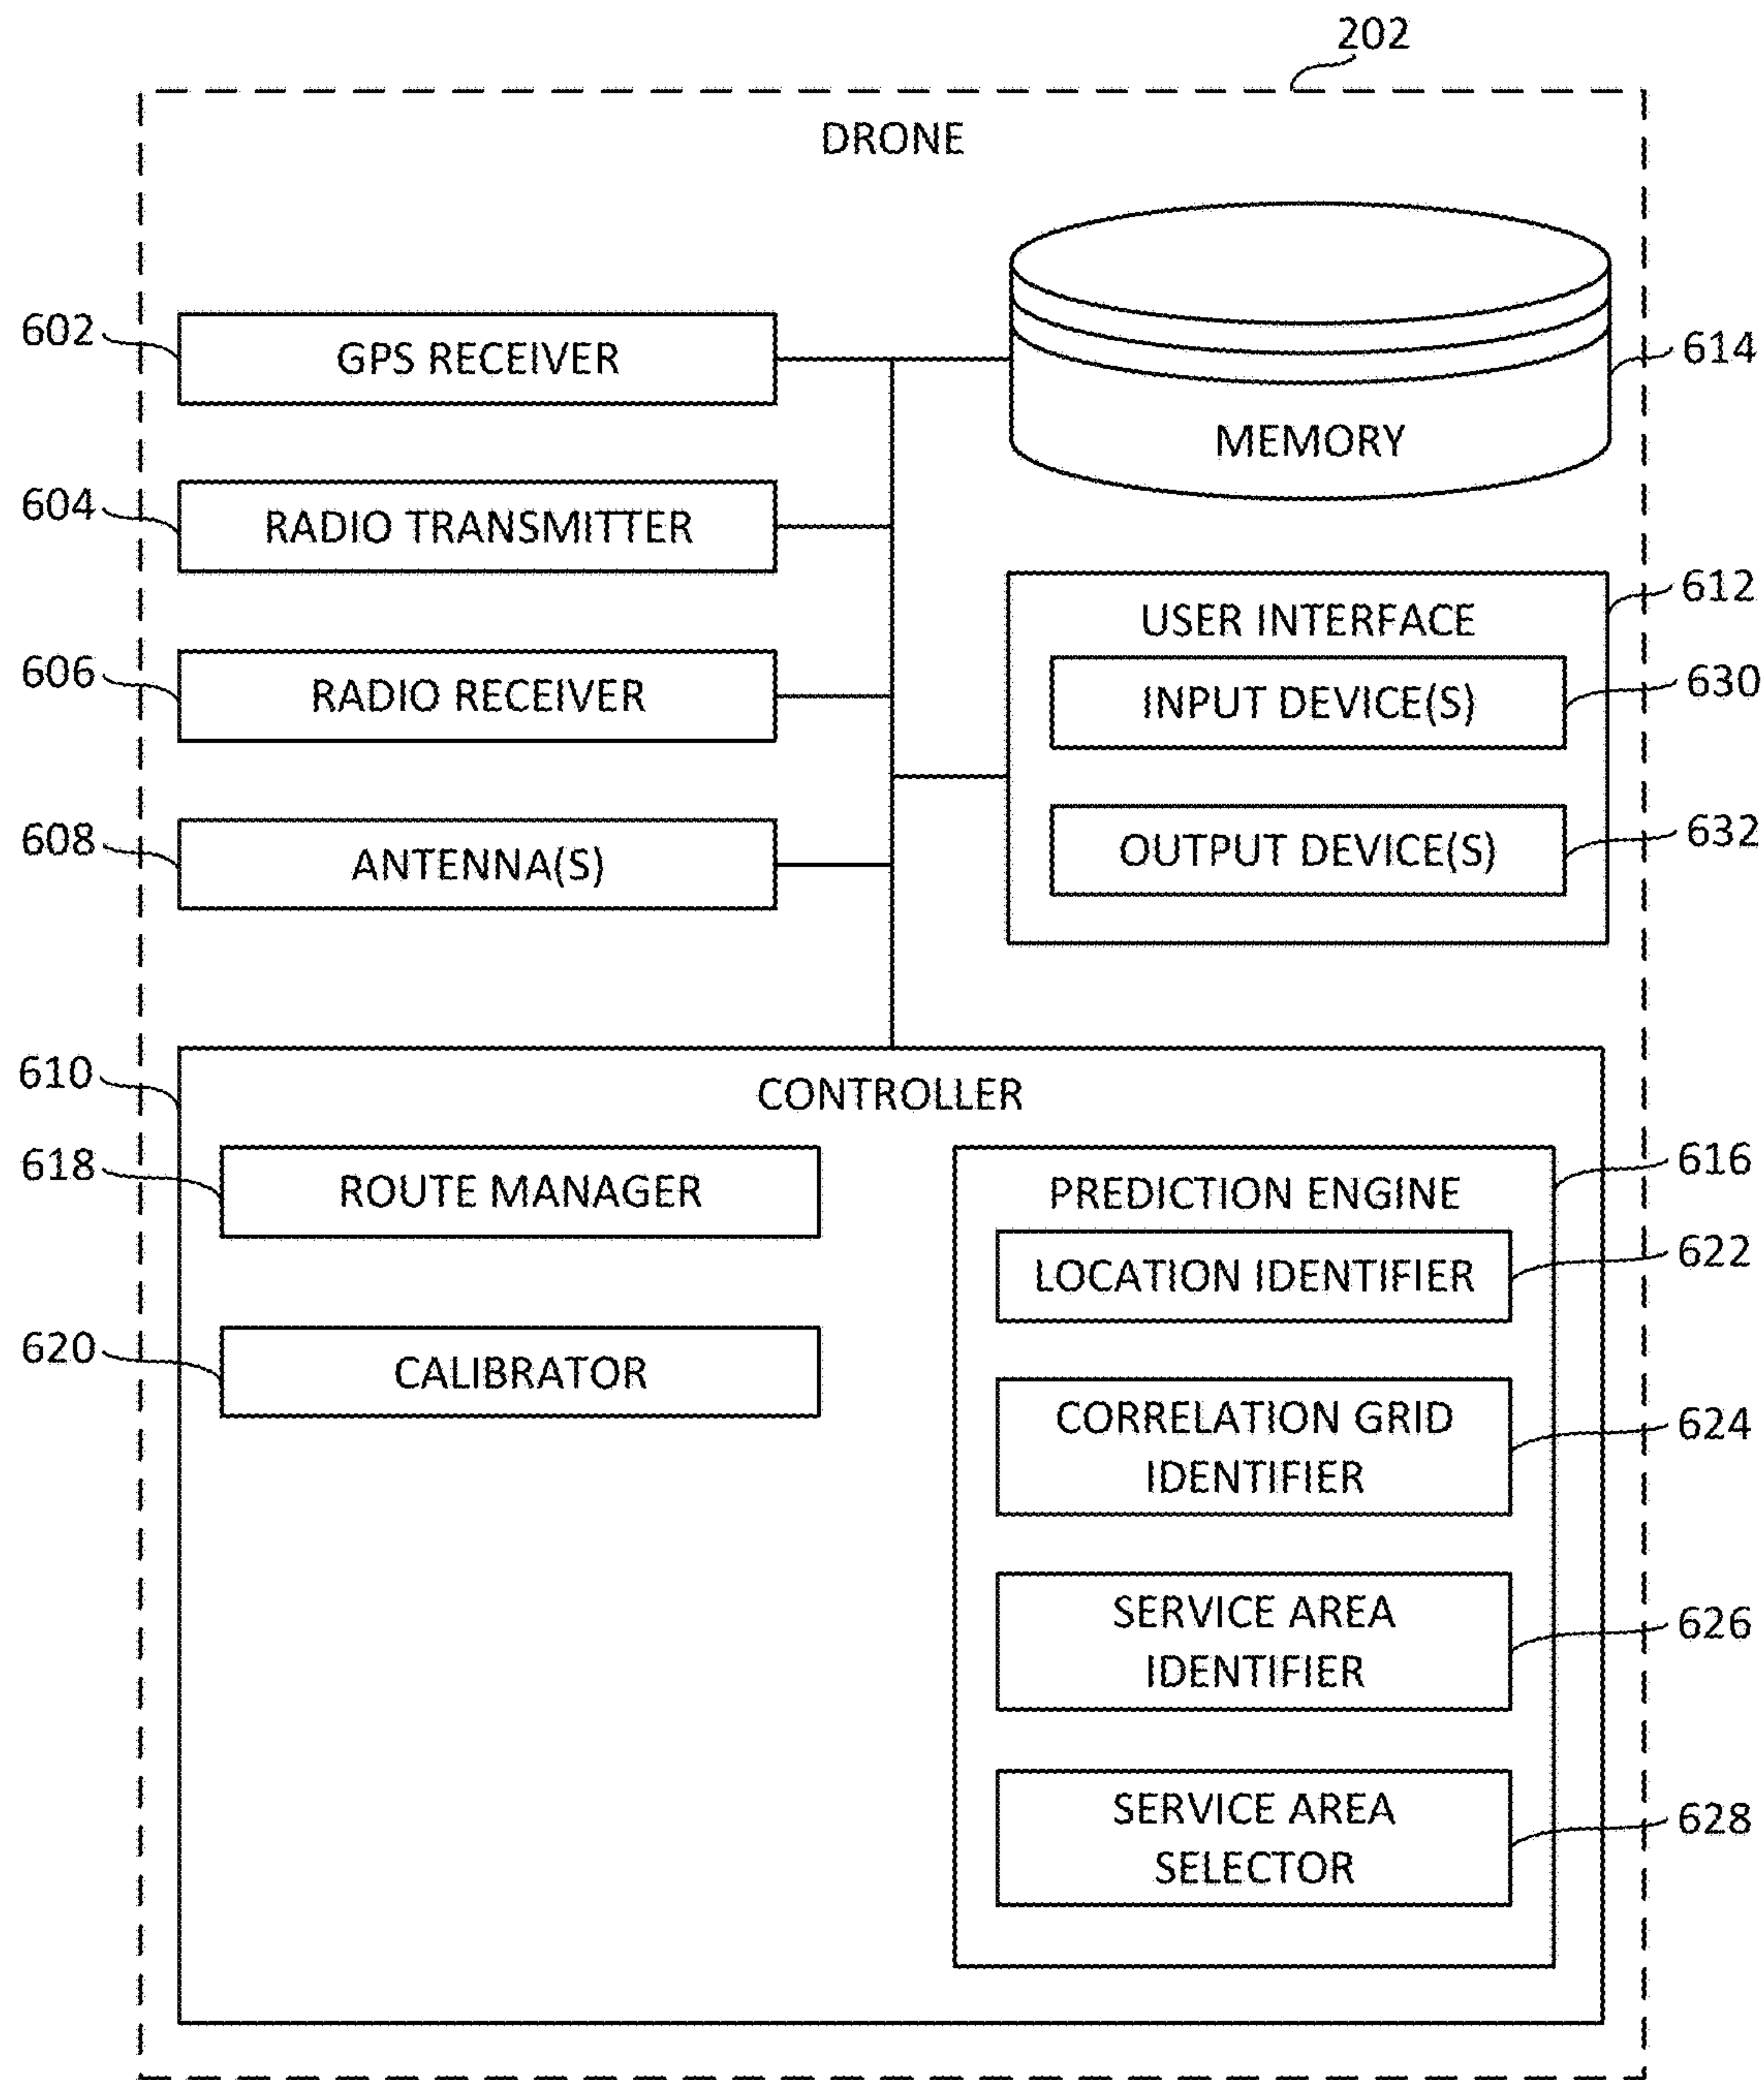 202
DRONE
602
GPS RECEIVER
614
MEMORY
604
RADIO TRANSMITTER
612
USER INTERFACE
606
RADIO RECEIVER
630
INPUT DEVICE(S)
608
ANTENNA(S)
632
OUTPUT DEVICE(S)
610
CONTROLLER
618
ROUTE MANAGER
616
PREDICTION ENGINE
622
LOCATION IDENTIFIER
620
CALIBRATOR
624
CORRELATION GRID
IDENTIFIER
626
SERVICE AREA
IDENTIFIER
628
SERVICE AREA
SELECTOR